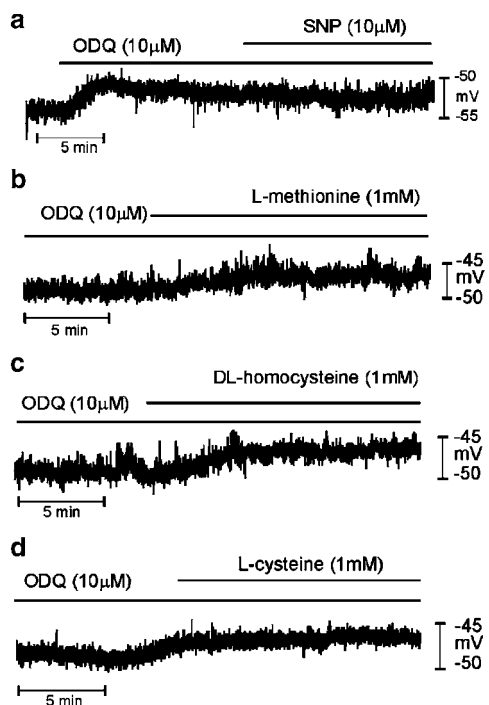 a
SNP (10μM)
ODQ (10μM)
-50
mV
-55
5 min
b
L-methionine (1mM)
ODQ (10μM)
-45
mV
-50
5 min
c
DL-homocysteine (1mM)
ODQ (10μM)
-45
mV
-50
5 min
d
L-cysteine (1mM)
ODQ (10μM)
-45
mV
-50
5 min